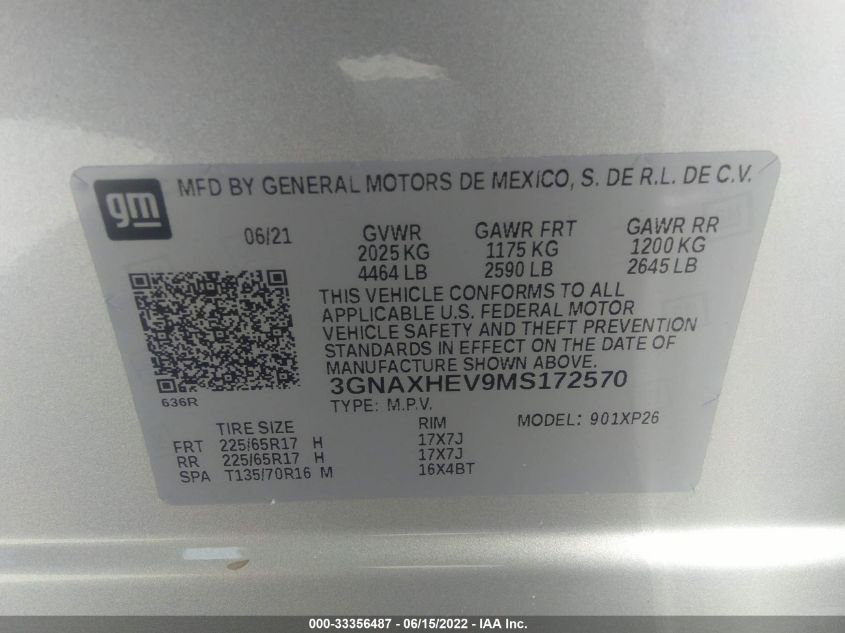 gm
MFD BY GENERAL MOTORS DE MEXICO, S. DE R.L. DE C.V.
06/21 GVWR GAWR FRT GAWR RR
2025 KG 1175 KG 1200 KG
4464 LB 2590 LB 2645 LB
THIS VEHICLE CONFORMS TO ALL
APPLICABLE U.S. FEDERAL MOTOR
VEHICLE SAFETY AND THEFT PREVENTION
STANDARDS IN EFFECT ON THE DATE OF
MANUFACTURE SHOWN ABOVE.
3GNAXHEV9MS172570
636R
TYPE: M.P.V. MODEL: 901XP26
TIRE SIZE RIM
FRT 225/65R17 H 17X7J
RR 225/65R17 H 17X7J
SPA T135/70R16 M 16X4BT
000-33356487 - 06/15/2022 - IAA Inc.